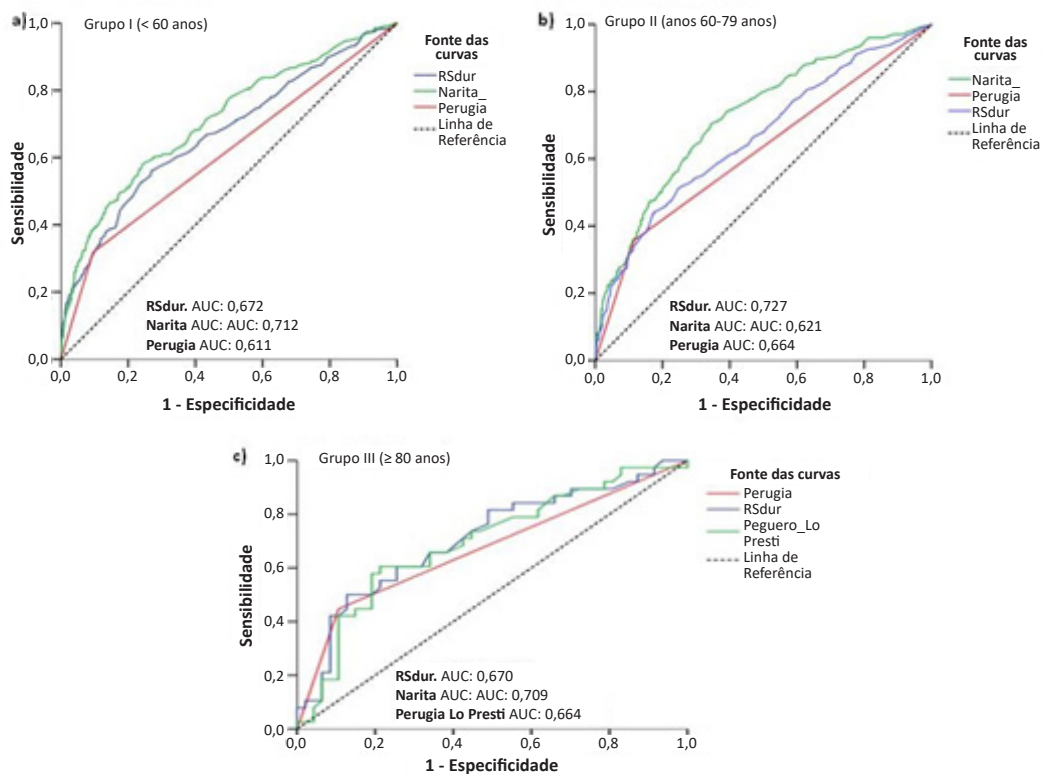 a)
Grupo I (< 60 anos)
Fonte das
curvas
RSdur
Narita_
Perugia
Linha de
Referência
Sensibilidade
1,0
0,8
0,6
0,4
0,2
0,0
RSdur. AUC: 0,672
Narita AUC: AUC: 0,712
Perugia AUC: 0,611
0,0 0,2 0,4 0,6 0,8 1,0
1 - Especificidade
b)
Grupo II (anos 60-79 anos)
Fonte das
curvas
Narita_
Perugia
RSdur
Linha de
Referência
Sensibilidade
1,0
0,8
0,6
0,4
0,2
0,0
RSdur. AUC: 0,727
Narita AUC: AUC: 0,621
Perugia AUC: 0,664
0,0 0,2 0,4 0,6 0,8 1,0
1 - Especificidade
c)
Grupo III (≥ 80 anos)
Fonte das curvas
Perugia
RSdur
Peguero_Lo
Presti
Linha de
Referência
Sensibilidade
1,0
0,8
0,6
0,4
0,2
0,0
RSdur. AUC: 0,670
Narita AUC: AUC: 0,709
Perugia Lo Presti AUC: 0,664
0,0 0,2 0,4 0,6 0,8 1,0
1 - Especificidade